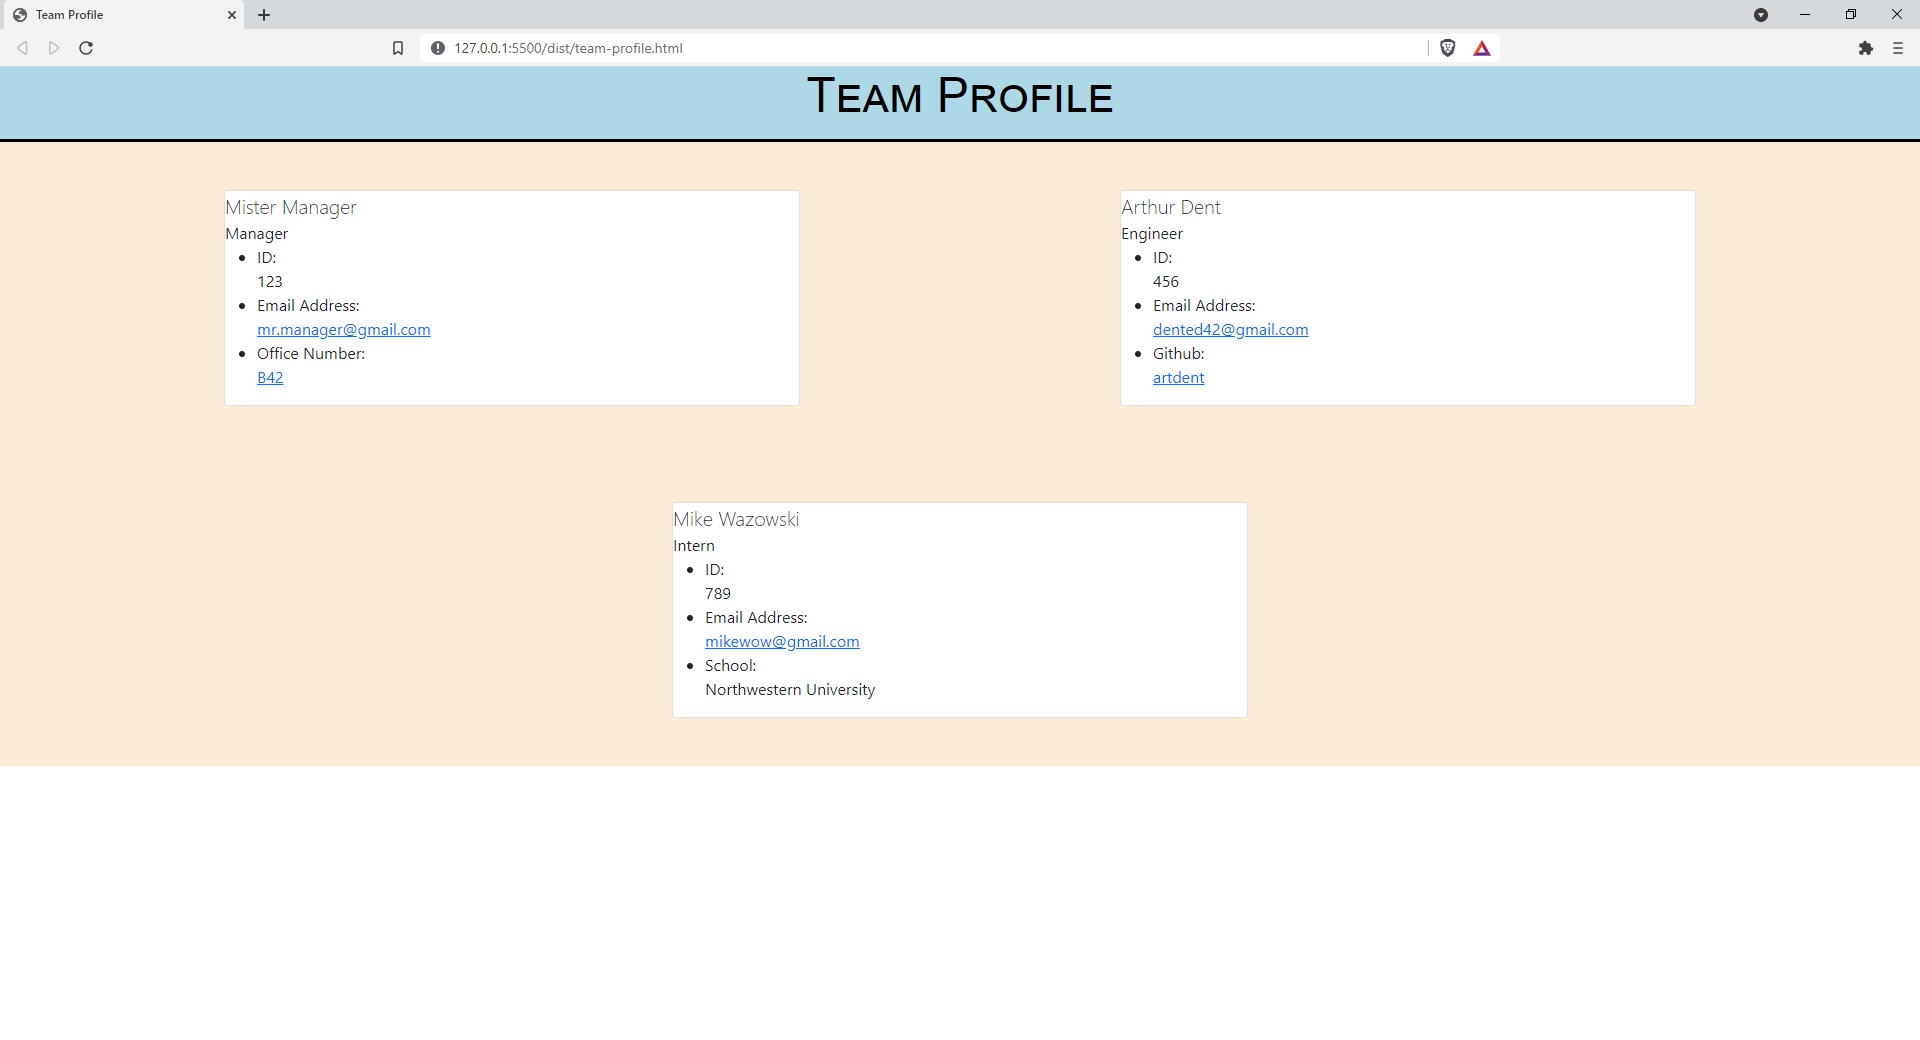 Team Profile
127.0.0.1:5500/dist/team-profile.html
Team Profile
Mister Manager
Manager
ID:
123
Email Address:
mr.manager@gmail.com
Office Number:
B42
Arthur Dent
Engineer
ID:
456
Email Address:
dented42@gmail.com
Github:
artdent
Mike Wazowski
Intern
ID:
789
Email Address:
mikewow@gmail.com
School:
Northwestern University